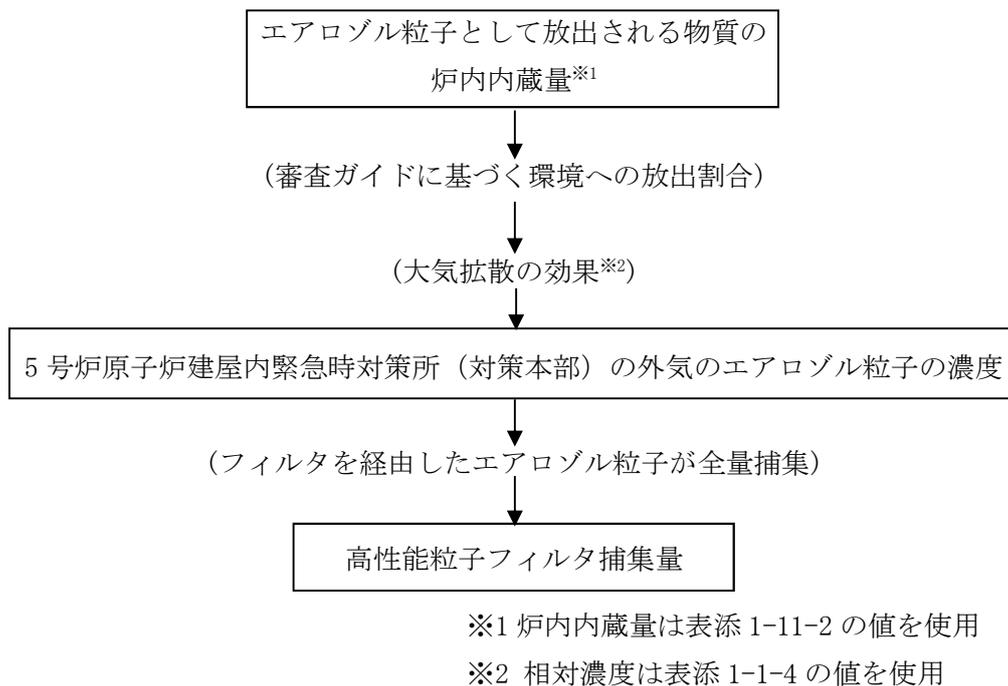 エアロゾル粒子として放出される物質の
炉内内蔵量※1
(審査ガイドに基づく環境への放出割合)
(大気拡散の効果※2)
5 号炉原子炉建屋内緊急時対策所（対策本部）の外気のエアロゾル粒子の濃度
(フィルタを経由したエアロゾル粒子が全量捕集)
高性能粒子フィルタ捕集量
※1 炉内内蔵量は表添 1-11-2 の値を使用
※2 相対濃度は表添 1-1-4 の値を使用